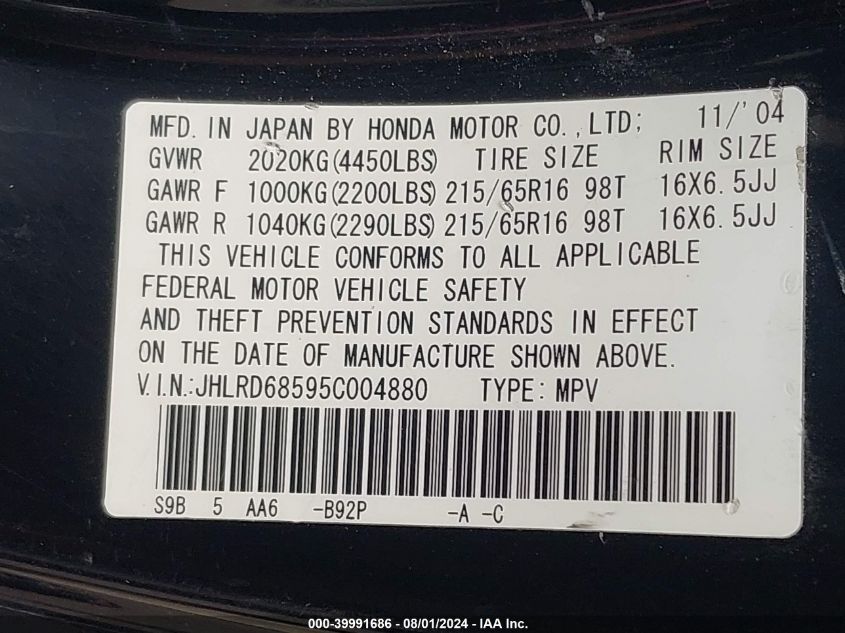 MFD. IN JAPAN BY HONDA MOTOR CO., LTD; 11/'04
GVWR 2020KG(4450LBS) TIRE SIZE RIM SIZE
GAWR F 1000KG(2200LBS) 215/65R16 98T 16X6.5JJ
GAWR R 1040KG(2290LBS) 215/65R16 98T 16X6.5JJ
THIS VEHICLE CONFORMS TO ALL APPLICABLE
FEDERAL MOTOR VEHICLE SAFETY
AND THEFT PREVENTION STANDARDS IN EFFECT
ON THE DATE OF MANUFACTURE SHOWN ABOVE.
V.I.N.:JHLRD68595C004880 TYPE: MPV
S9B 5 AA6 -B92P -A -C
000-39991686 - 08/01/2024 - IAA Inc.